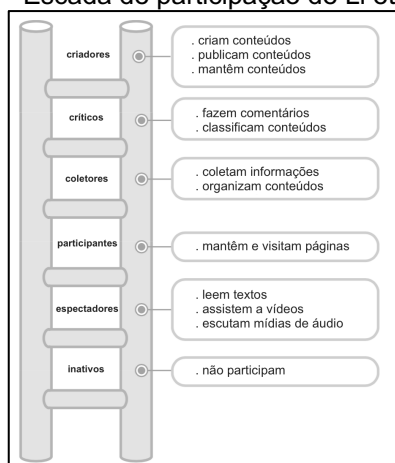 Escada de participação de Li et
criadores
. criam conteúdos
. publicam conteúdos
. mantêm conteúdos
críticos
. fazem comentários
. classificam conteúdos
coletores
. coletam informações
. organizam conteúdos
participantes
. mantêm e visitam páginas
espectadores
. leem textos
. assistem a vídeos
. escutam mídias de áudio
inativos
. não participam